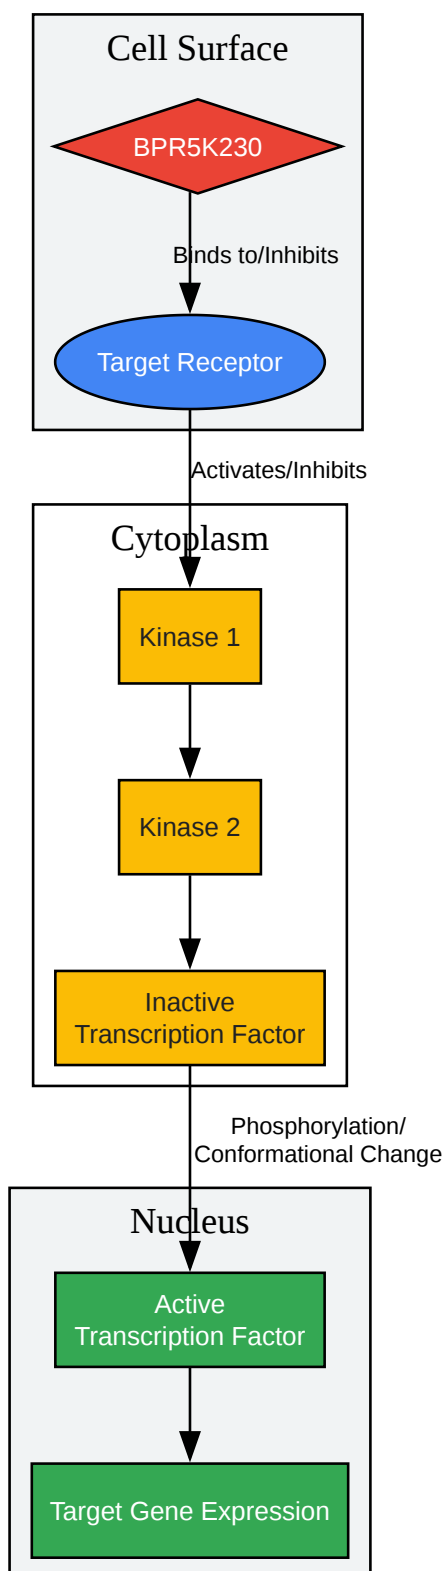 Cell Surface
BPR5K230
Binds to/Inhibits
Target Receptor
Activates/Inhibits
Cytoplasm
Kinase 1
Kinase 2
Inactive
Transcription Factor
Phosphorylation/
Conformational Change
Nucleus
Active
Transcription Factor
Target Gene Expression